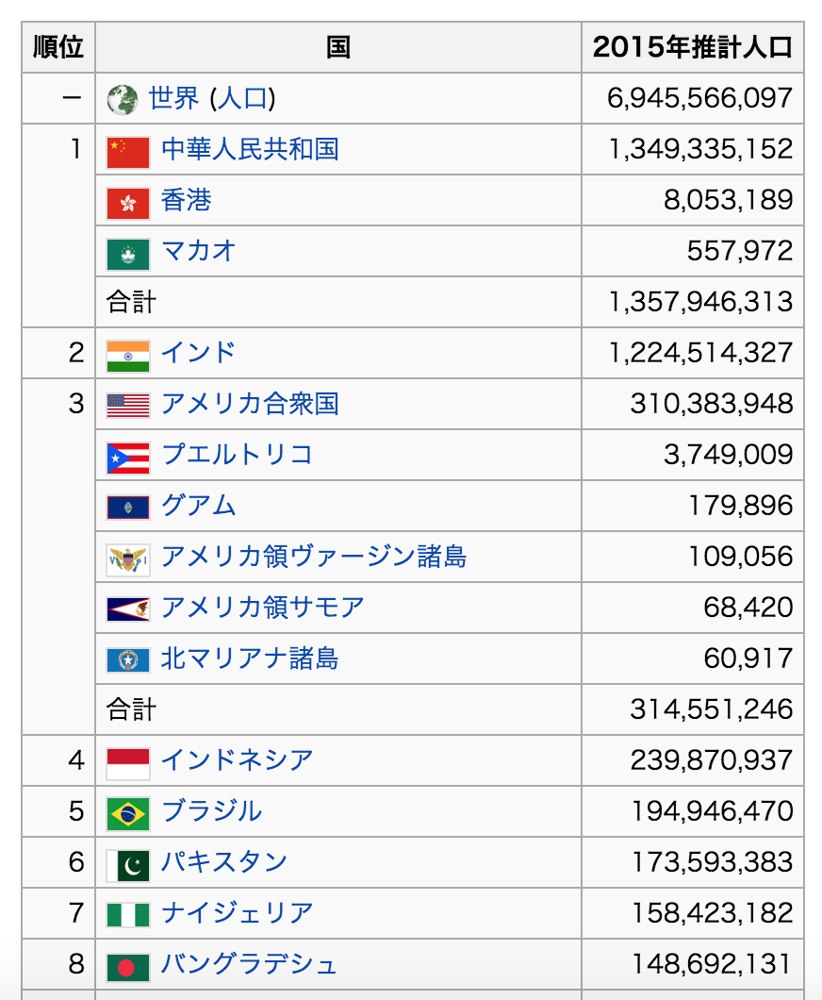 順位 国 2015年推計人口
— 世界 (人口) 6,945,566,097
1 中華人民共和国 1,349,335,152
香港 8,053,189
マカオ 557,972
合計 1,357,946,313
2 インド 1,224,514,327
3 アメリカ合衆国 310,383,948
プエルトリコ 3,749,009
グアム 179,896
アメリカ領ヴァージン諸島 109,056
アメリカ領サモア 68,420
北マリアナ諸島 60,917
合計 314,551,246
4 インドネシア 239,870,937
5 ブラジル 194,946,470
6 パキスタン 173,593,383
7 ナイジェリア 158,423,182
8 バングラデシュ 148,692,131